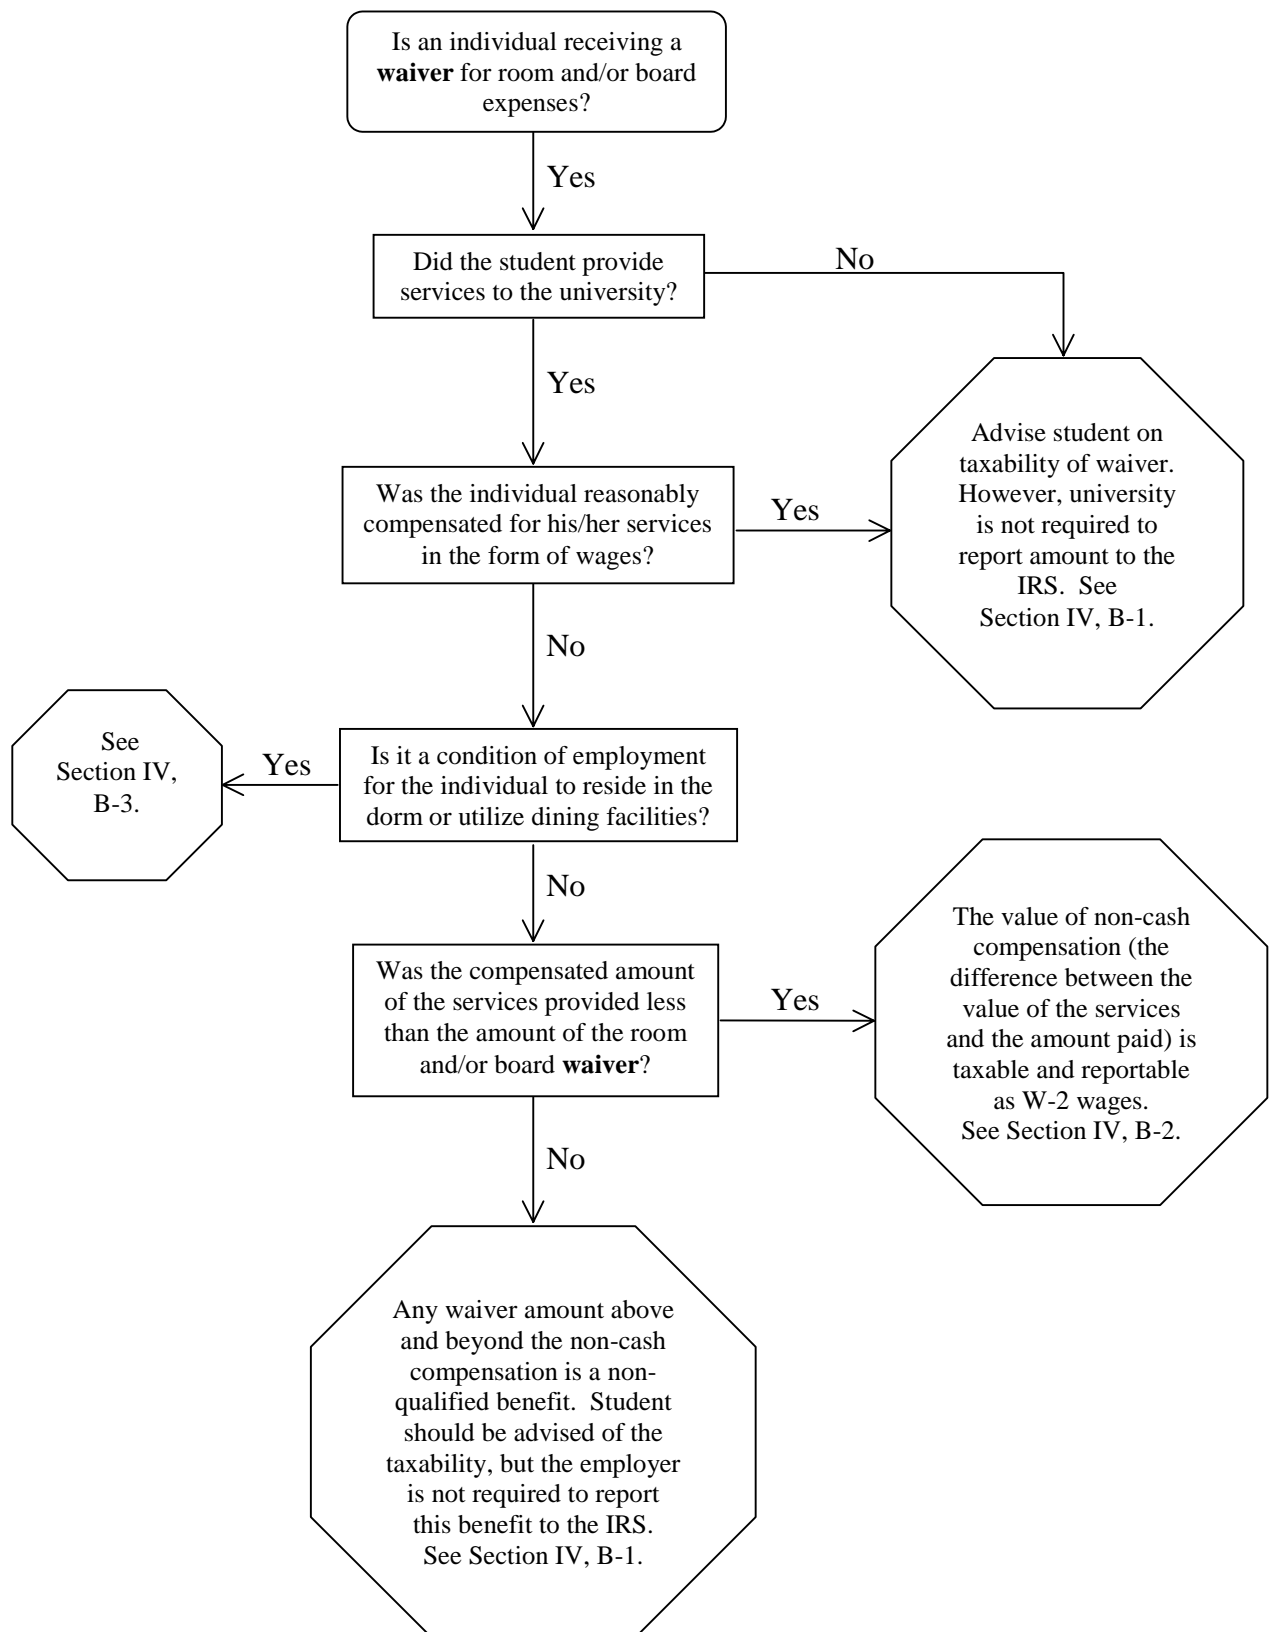 Is an individual receiving a
waiver for room and/or board
expenses?
Yes
Did the student provide
services to the university?
No
Yes
Advise student on
taxability of waiver.
However, university
is not required to
report amount to the
IRS.  See
Section IV, B-1.
Was the individual reasonably
compensated for his/her services
in the form of wages?
Yes
No
See
Section IV,
B-3.
Yes
Is it a condition of employment
for the individual to reside in the
dorm or utilize dining facilities?
No
Was the compensated amount
of the services provided less
than the amount of the room
and/or board waiver?
Yes
The value of non-cash
compensation (the
difference between the
value of the services
and the amount paid) is
taxable and reportable
as W-2 wages.
See Section IV, B-2.
No
Any waiver amount above
and beyond the non-cash
compensation is a non-
qualified benefit.  Student
should be advised of the
taxability, but the employer
is not required to report
this benefit to the IRS.
See Section IV, B-1.